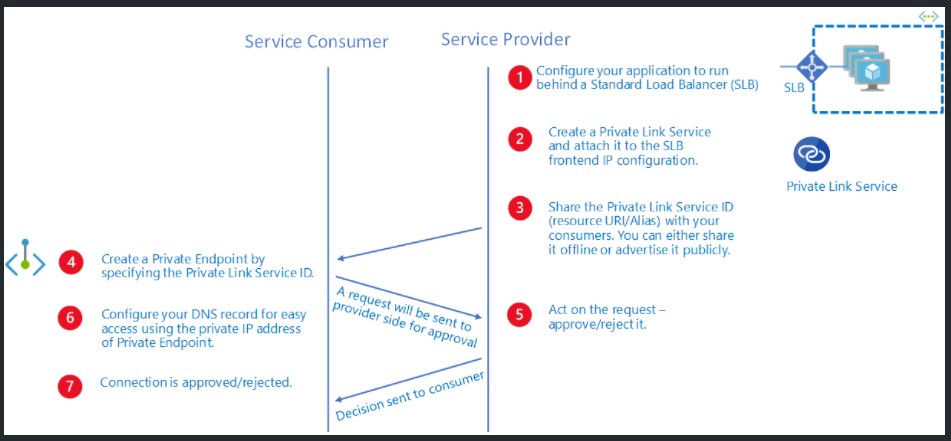 Service Consumer
Service Provider
1
Configure your application to run
behind a Standard Load Balancer (SLB)
SLB
2
Create a Private Link Service
and attach it to the SLB
frontend IP configuration.
Private Link Service
3
Share the Private Link Service ID
(resource URI/Alias) with your
consumers. You can either share
it offline or advertise it publicly.
4
Create a Private Endpoint by
specifying the Private Link Service ID.
A request will be sent to
provider side for approval
5
Act on the request –
approve/reject it.
6
Configure your DNS record for easy
access using the private IP address
of Private Endpoint.
7
Connection is approved/rejected.
Decision sent to consumer